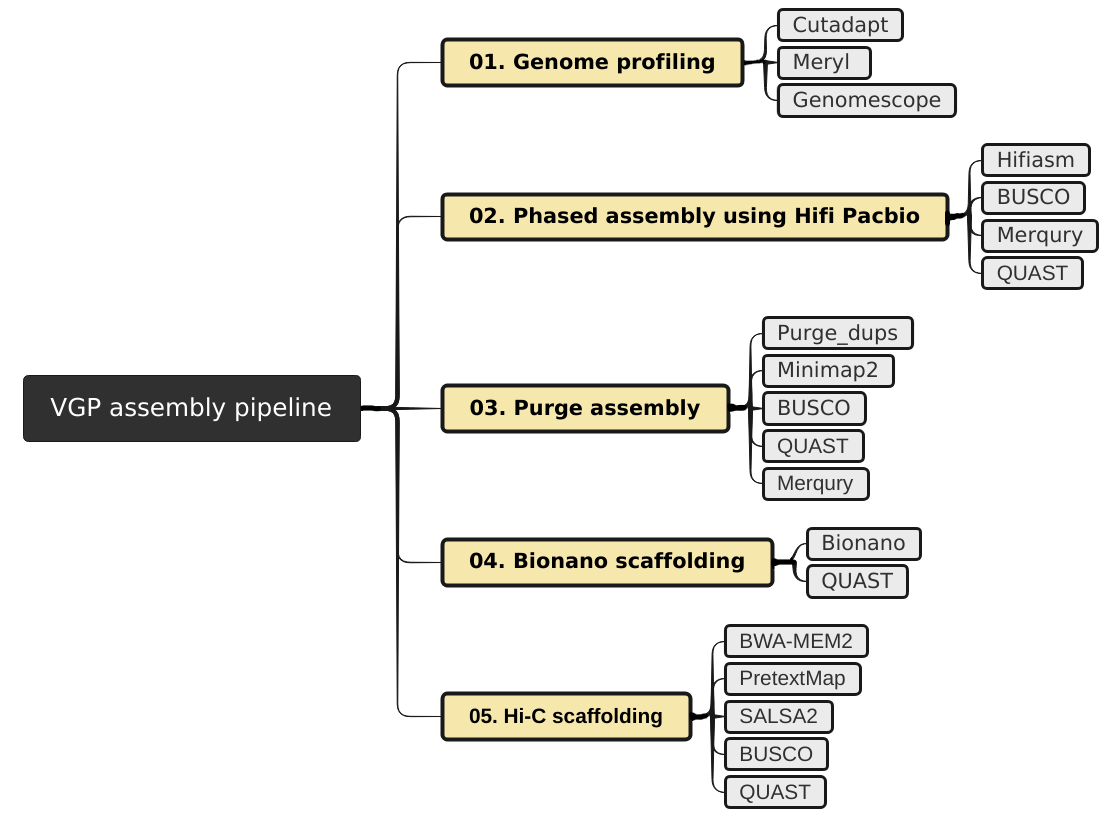 VGP assembly pipeline
01. Genome profiling
Cutadapt
Meryl
Genomescope
02. Phased assembly using Hifi Pacbio
Hifiasm
BUSCO
Merqury
QUAST
03. Purge assembly
Purge_dups
Minimap2
BUSCO
QUAST
Merqury
04. Bionano scaffolding
Bionano
QUAST
05. Hi-C scaffolding
BWA-MEM2
PretextMap
SALSA2
BUSCO
QUAST